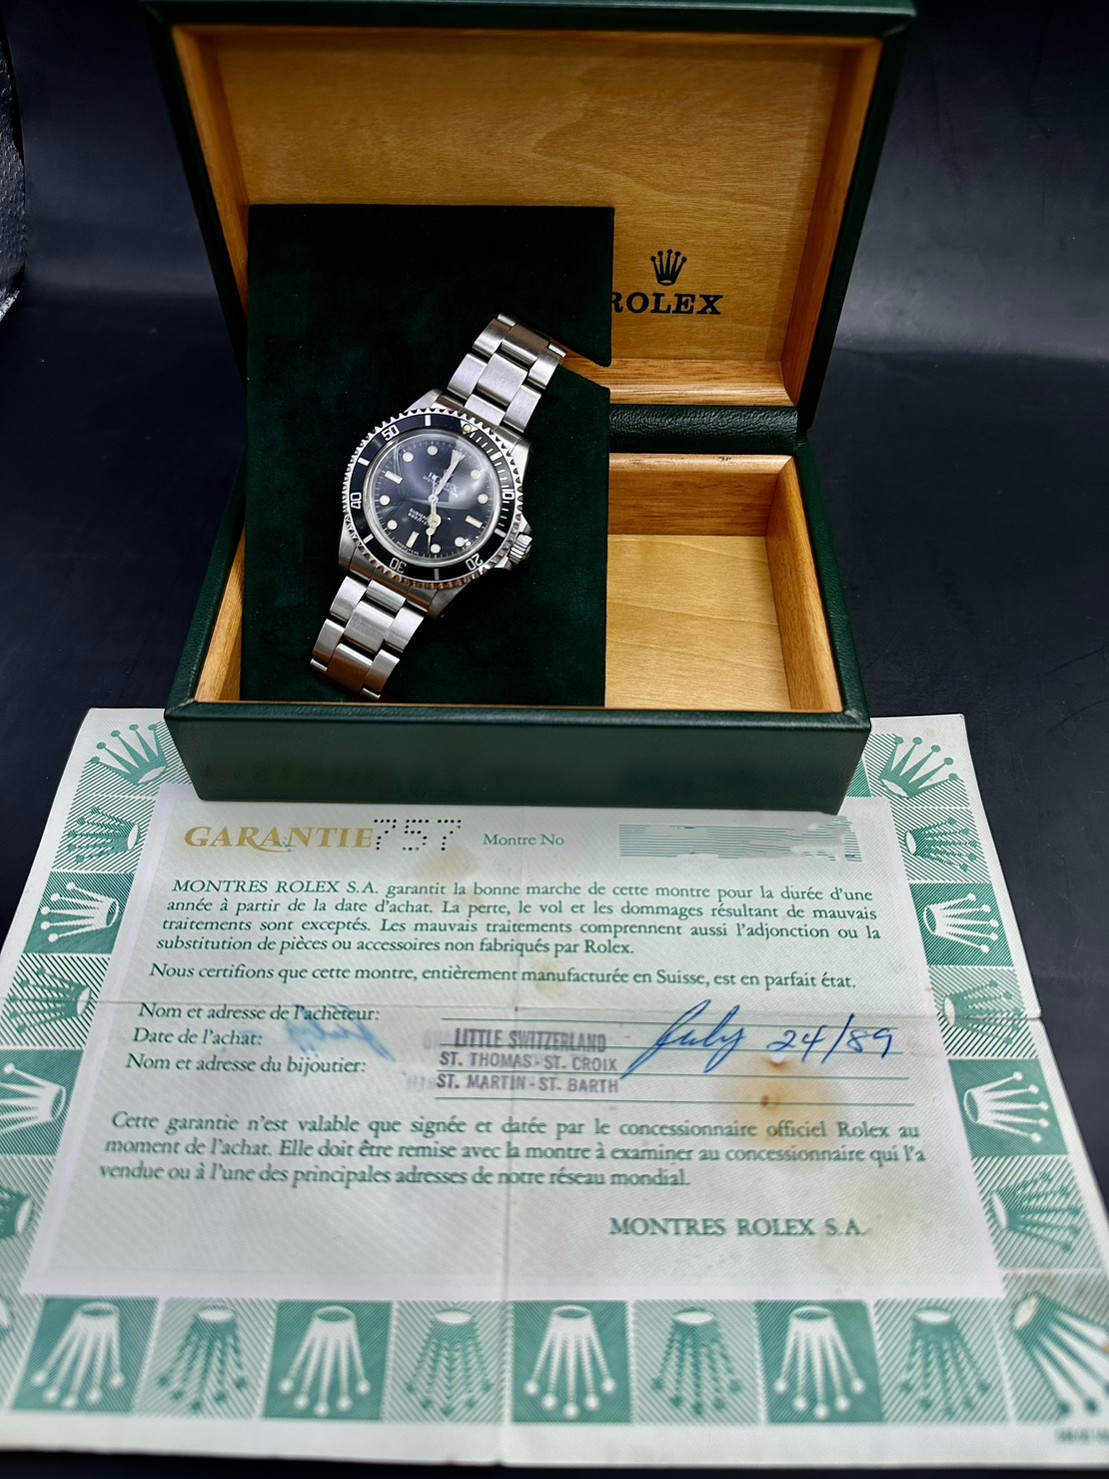 ROLEX
50
10
40
20
30
GARANTIE 757 Montre No
MONTRES ROLEX S.A. garantit la bonne marche de cette montre pour la durée d'une
année à partir de la date d'achat. La perte, le vol et les dommages résultant de mauvais
traitements sont exceptés. Les mauvais traitements comprennent aussi l'adjonction ou la
substitution de pièces ou accessoires non fabriqués par Rolex.
Nous certifions que cette montre, entièrement manufacturée en Suisse, est en parfait état.
Nom et adresse de l'acheteur:
Date de l'achat: July 24/89
Nom et adresse du bijoutier: LITTLE SWITZERLAND
ST. THOMAS - ST. CROIX
ST. MARTIN - ST. BARTH
Cette garantie n'est valable que signée et datée par le concessionnaire officiel Rolex au
moment de l'achat. Elle doit être remise avec la montre à examiner au concessionnaire qui l'a
vendue ou à l'une des principales adresses de notre réseau mondial.
MONTRES ROLEX S.A.